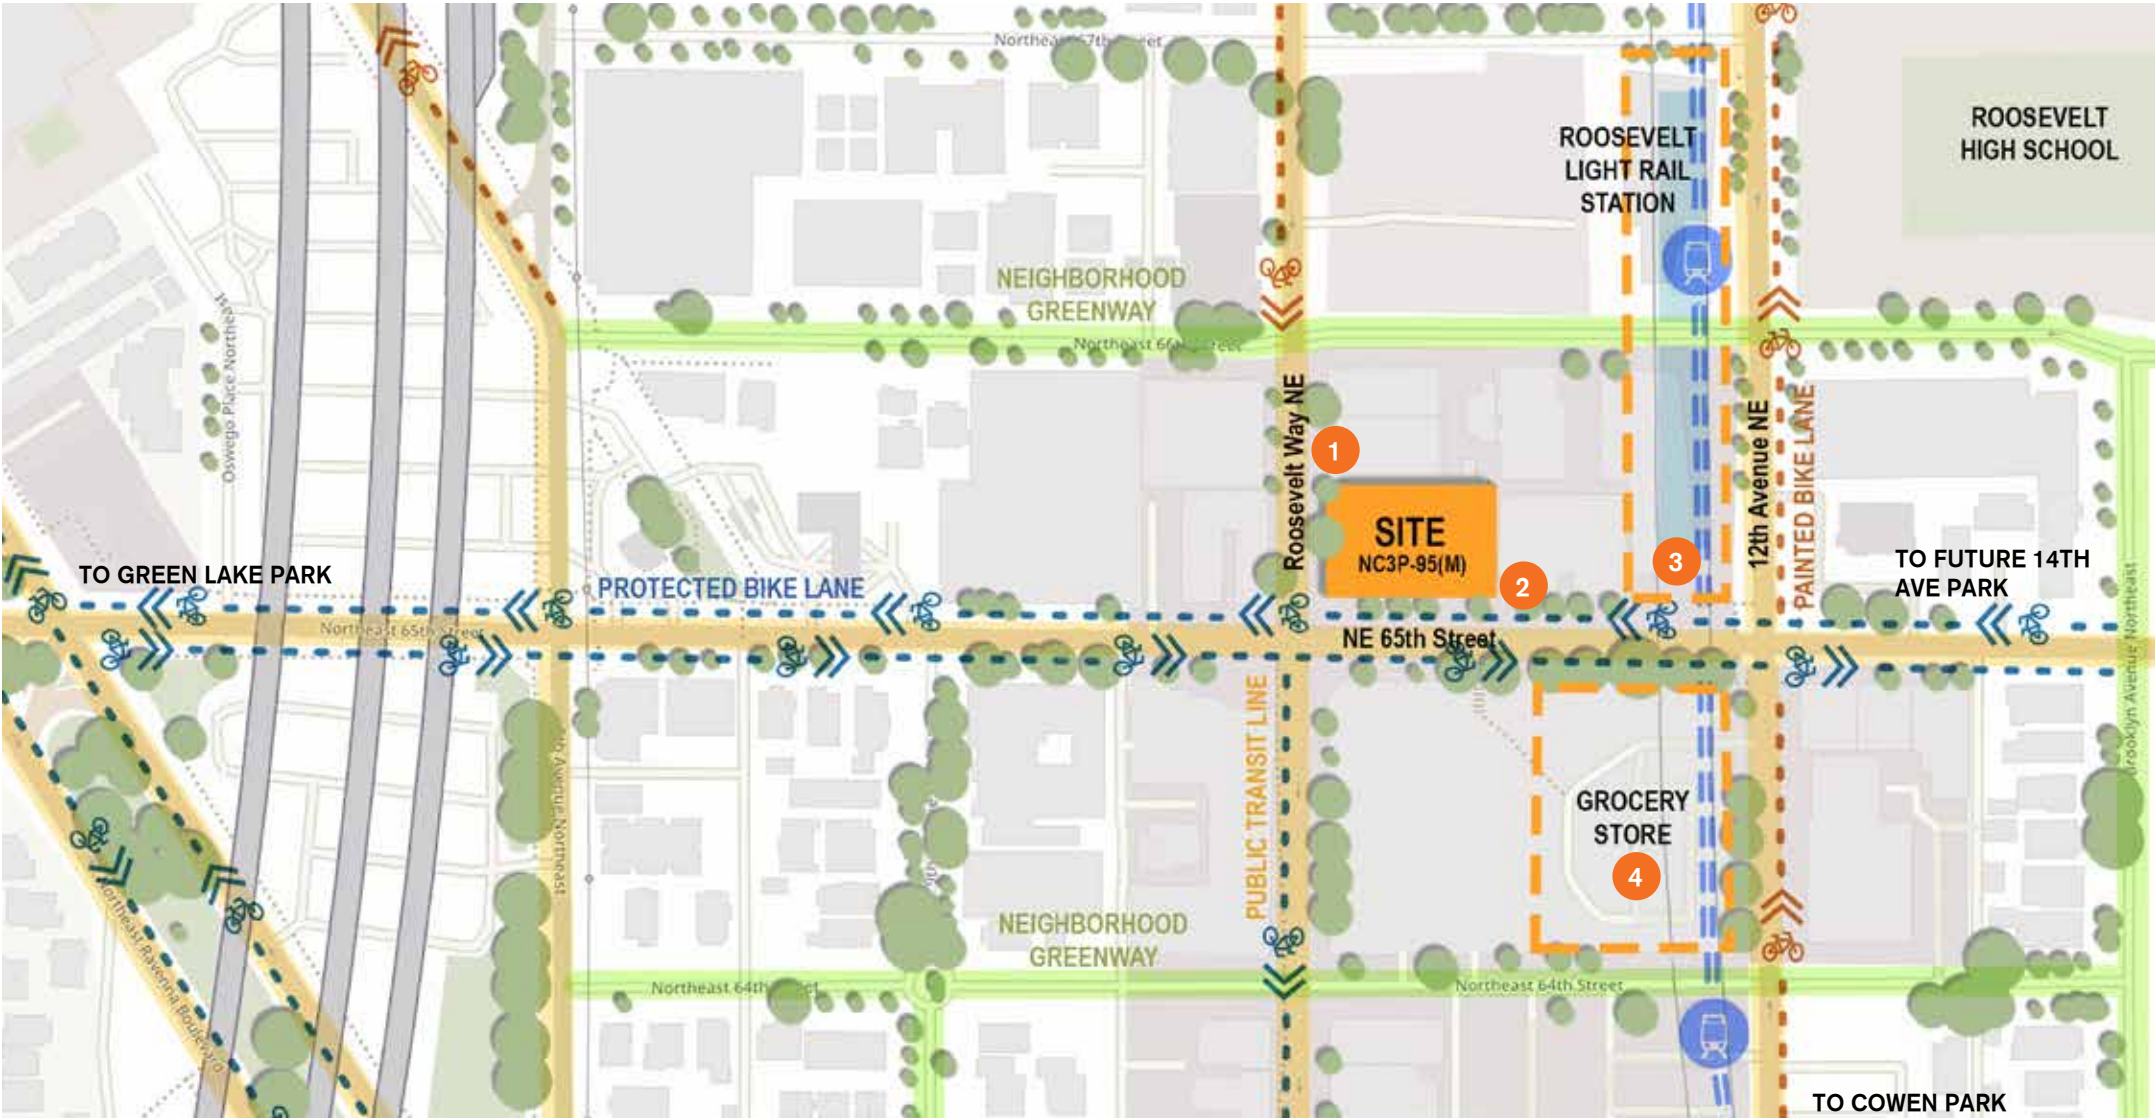 Northeast 67th Street
ROOSEVELT
HIGH SCHOOL
ROOSEVELT
LIGHT RAIL
STATION
NEIGHBORHOOD
GREENWAY
Northeast 66th Street
Oswego Place Northeast
Roosevelt Way NE
1
12th Avenue NE
PAINTED BIKE LANE
SITE
NC3P-95(M)
2
3
TO GREEN LAKE PARK
PROTECTED BIKE LANE
TO FUTURE 14TH
AVE PARK
Northeast 65th Street
NE 65th Street
Brooklyn Avenue Northeast
PUBLIC TRANSIT LINE
Avenue Northeast
GROCERY
STORE
4
NEIGHBORHOOD
GREENWAY
Northeast Ravenna Boulevard
Northeast 64th Street
Northeast 64th Street
TO COWEN PARK